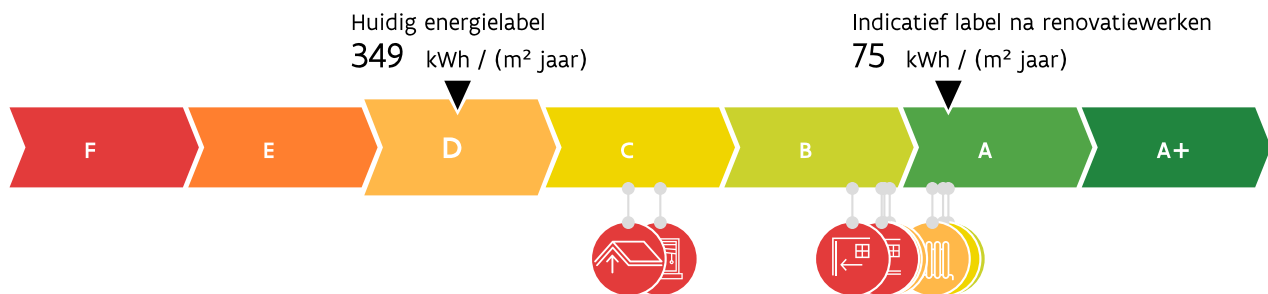 Huidig energielabel
349 kWh / (m² jaar)
Indicatief label na renovatiewerken
75 kWh / (m² jaar)
F E D C B A A+